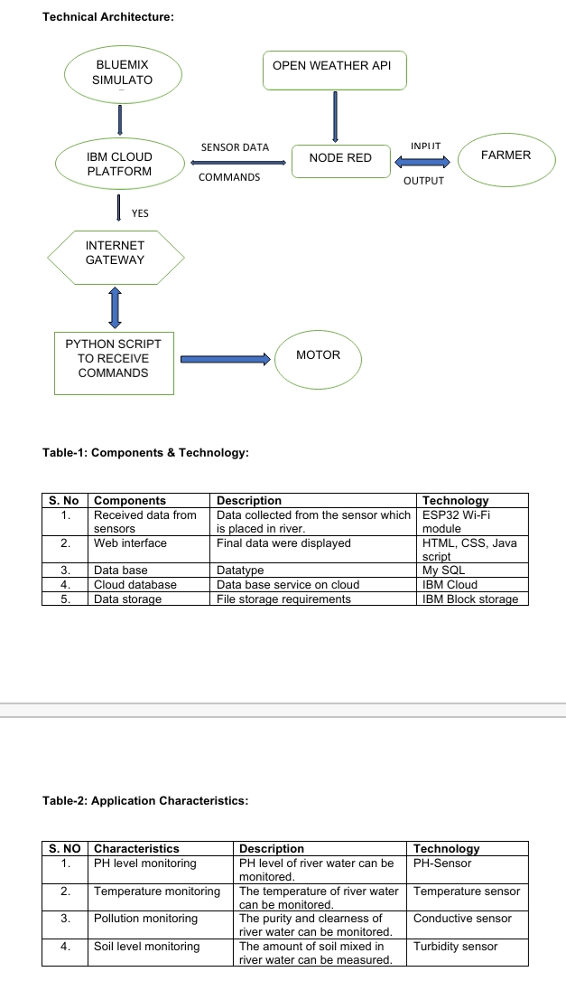 Technical Architecture:
BLUEMIX
SIMULATO
OPEN WEATHER API
IBM CLOUD
PLATFORM
SENSOR DATA
COMMANDS
NODE RED
INPUT
OUTPUT
FARMER
YES
INTERNET
GATEWAY
PYTHON SCRIPT
TO RECEIVE
COMMANDS
MOTOR
Table-1: Components & Technology:
S. No Components Description Technology
1. Received data from Data collected from the sensor which ESP32 Wi-Fi
sensors is placed in river. module
2. Web interface Final data were displayed HTML, CSS, Java
script
3. Data base Datatype My SQL
4. Cloud database Data base service on cloud IBM Cloud
5. Data storage File storage requirements IBM Block storage
Table-2: Application Characteristics:
S. NO Characteristics Description Technology
1. PH level monitoring PH level of river water can be PH-Sensor
monitored.
2. Temperature monitoring The temperature of river water Temperature sensor
can be monitored.
3. Pollution monitoring The purity and clearness of Conductive sensor
river water can be monitored.
4. Soil level monitoring The amount of soil mixed in Turbidity sensor
river water can be measured.